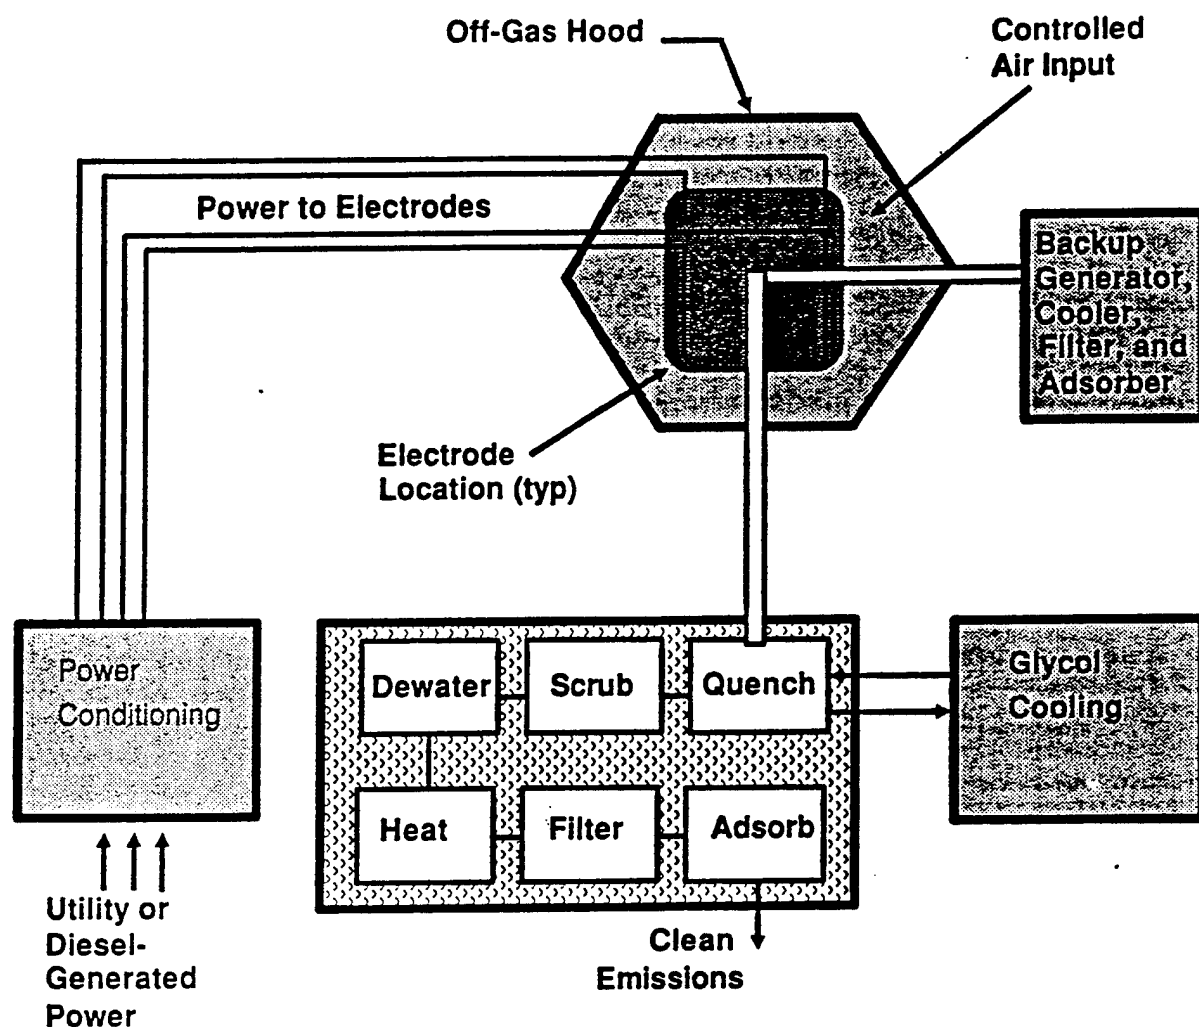 Off-Gas Hood
Controlled
Air Input
Power to Electrodes
Backup
Generator,
Cooler,
Filter, and
Adsorber
Electrode
Location (typ)
Power
Conditioning
Dewater
Scrub
Quench
Glycol
Cooling
Heat
Filter
Adsorb
Utility or
Diesel-
Generated
Power
Clean
Emissions